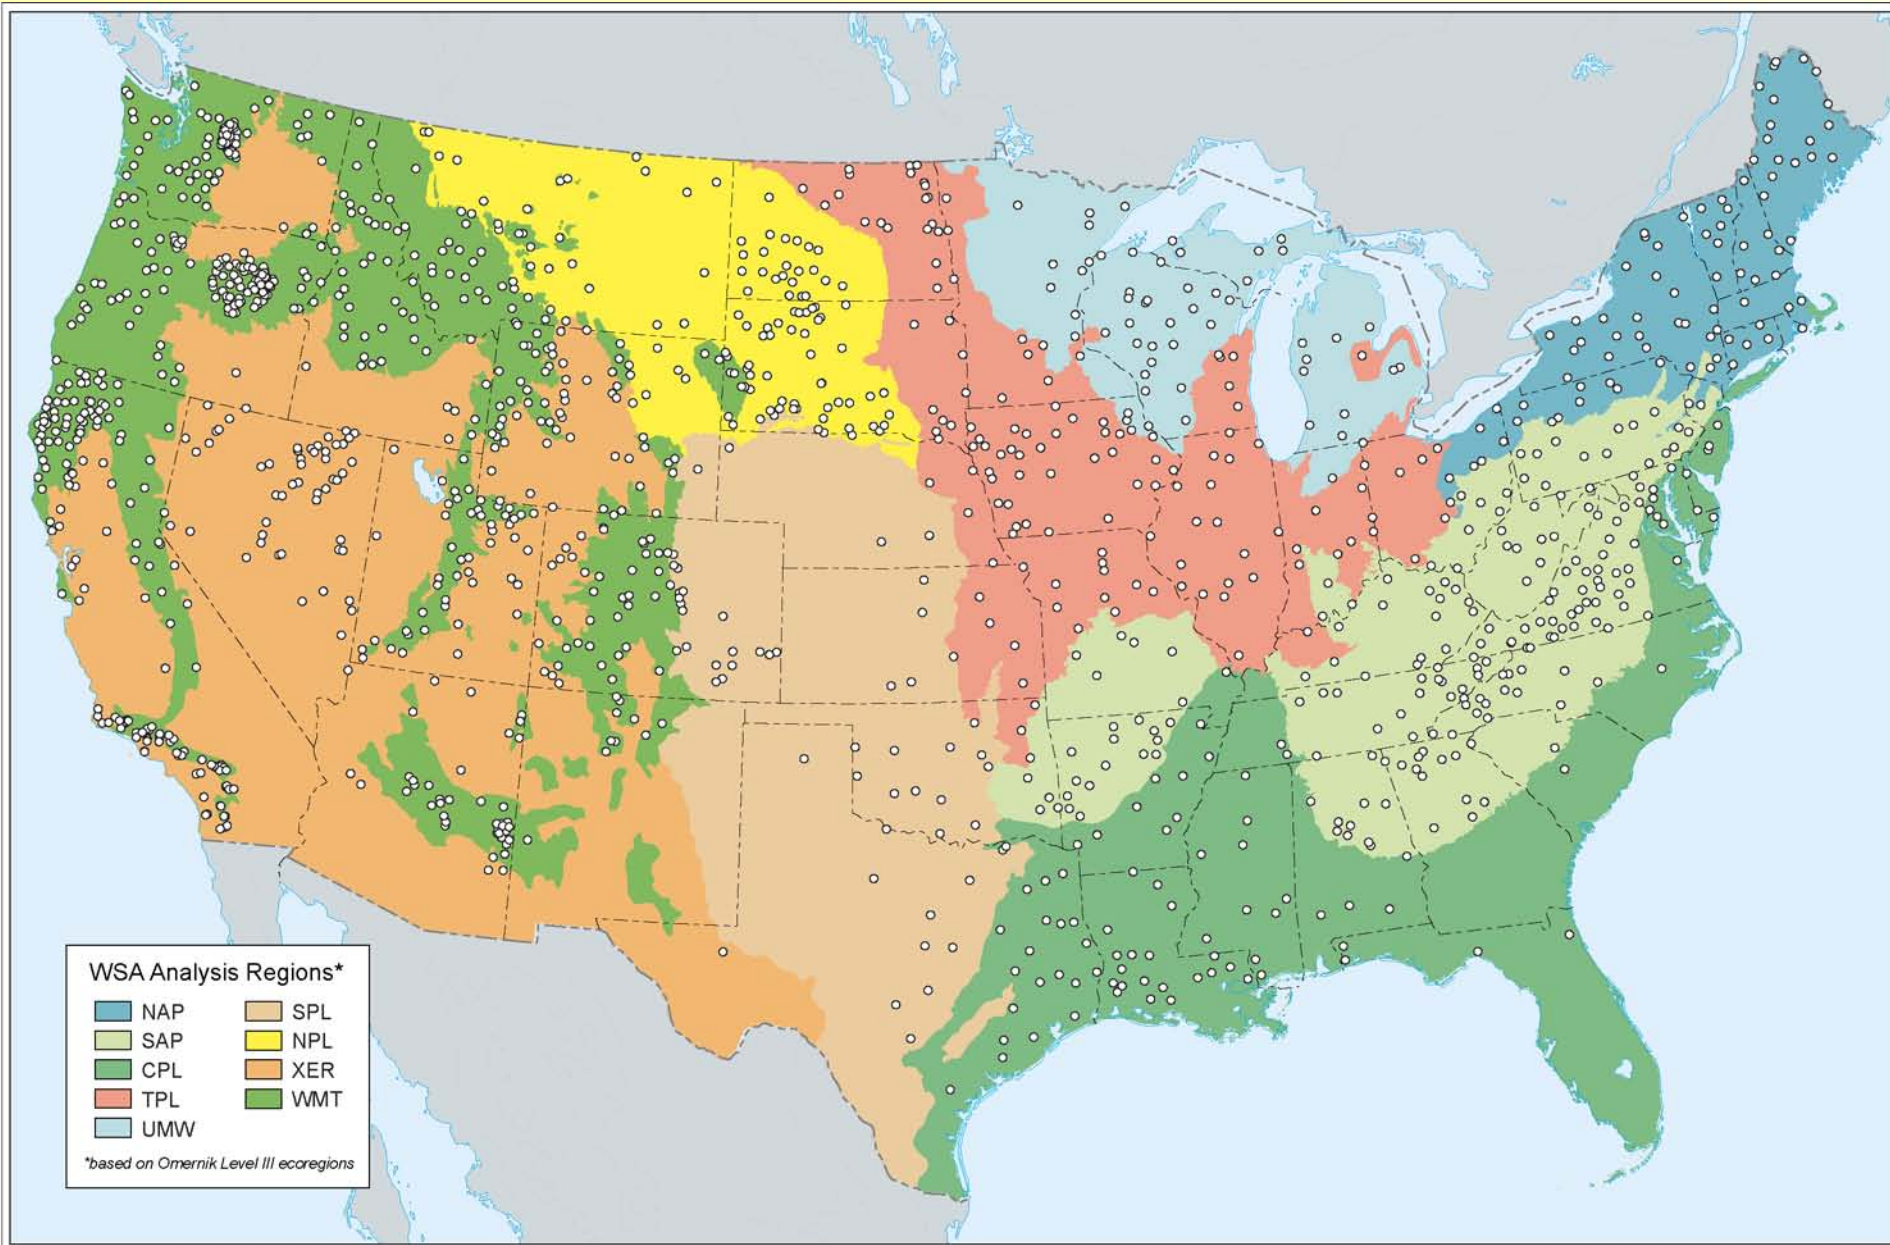 WSA Analysis Regions*
NAP
SAP
CPL
TPL
UMW
SPL
NPL
XER
WMT
*based on Omernik Level III ecoregions